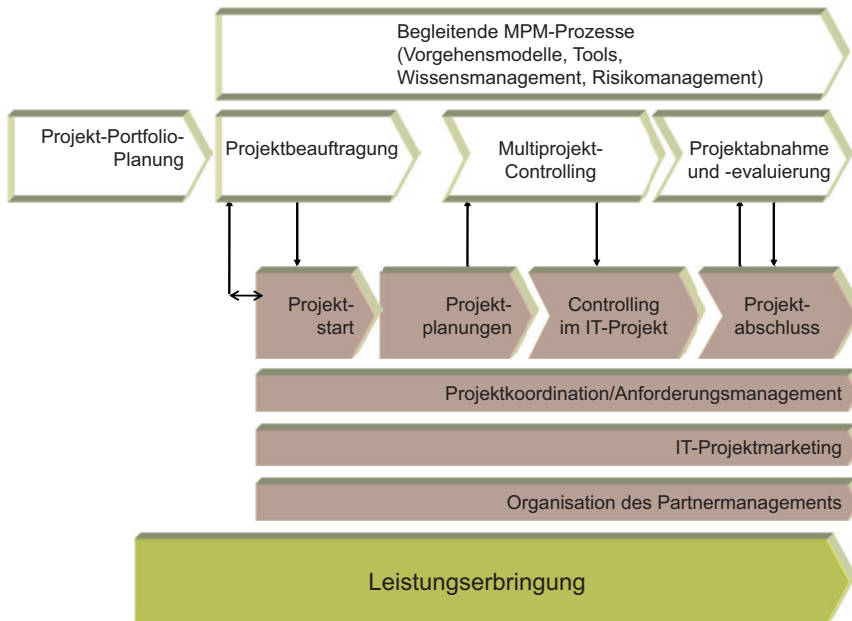 Begleitende MPM-Prozesse
(Vorgehensmodelle, Tools,
Wissensmanagement, Risikomanagement)
Projekt-Portfolio-
Planung
Projektbeauftragung
Multiprojekt-
Controlling
Projektabnahme
und -evaluierung
Projekt-
start
Projekt-
planungen
Controlling
im IT-Projekt
Projekt-
abschluss
Projektkoordination/Anforderungsmanagement
IT-Projektmarketing
Organisation des Partnermanagements
Leistungserbringung